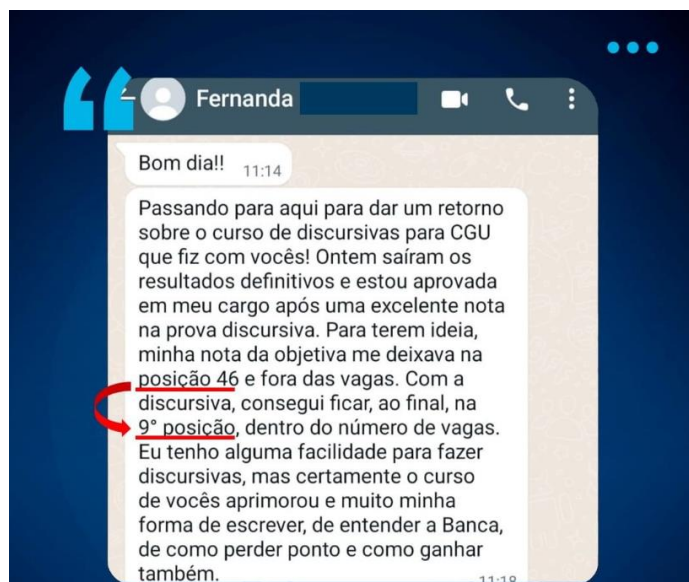 Fernanda
Bom dia!! 11:14
Passando para aqui para dar um retorno
sobre o curso de discursivas para CGU
que fiz com vocês! Ontem saíram os
resultados definitivos e estou aprovada
em meu cargo após uma excelente nota
na prova discursiva. Para terem ideia,
minha nota da objetiva me deixava na
posição 46 e fora das vagas. Com a
discursiva, consegui ficar, ao final, na
9° posição, dentro do número de vagas.
Eu tenho alguma facilidade para fazer
discursivas, mas certamente o curso
de vocês aprimorou e muito minha
forma de escrever, de entender a Banca,
de como perder ponto e como ganhar
também. 11:18